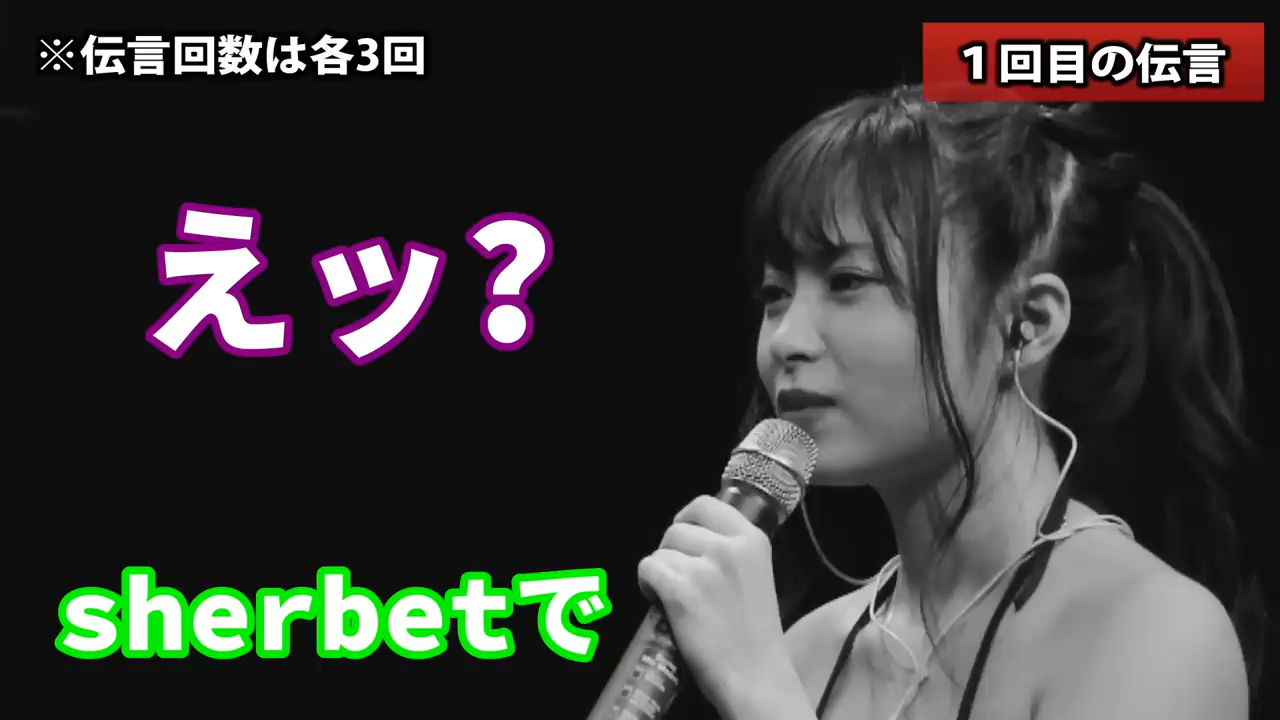 ※伝言回数は各3回
１回目の伝言
えッ?
sherbetで